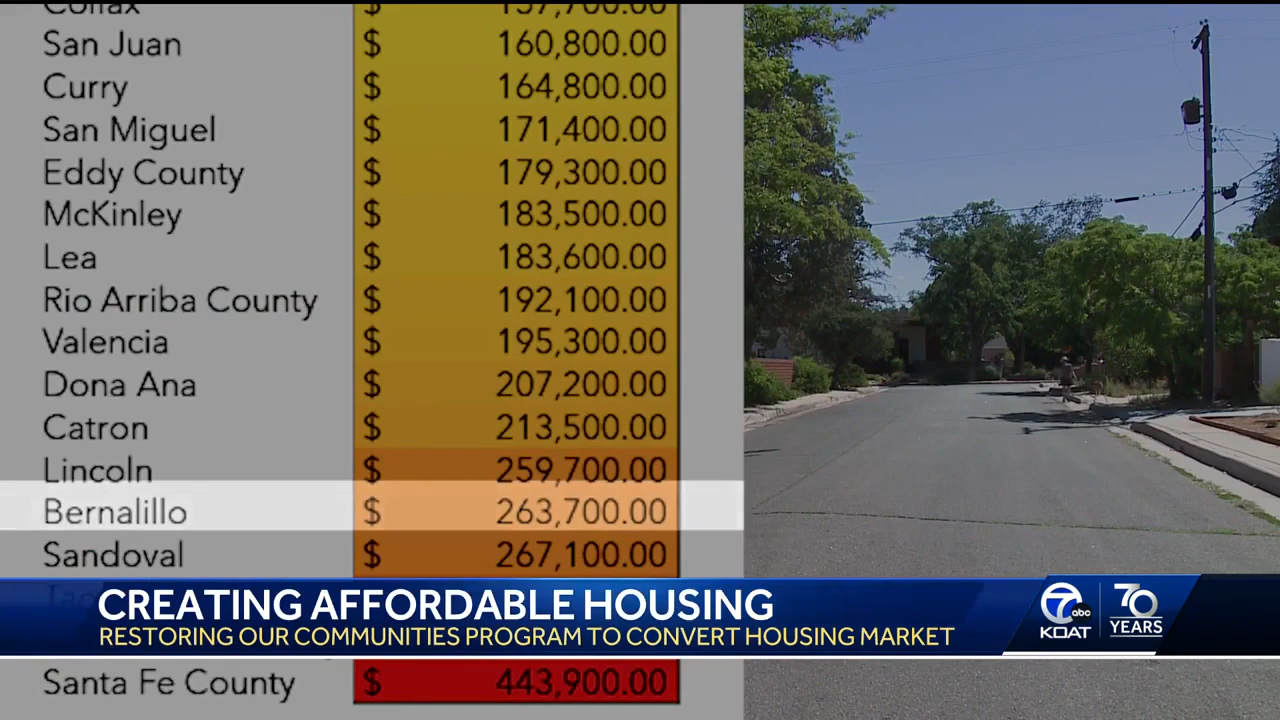 Colfax $ 157,700.00
San Juan $ 160,800.00
Curry $ 164,800.00
San Miguel $ 171,400.00
Eddy County $ 179,300.00
McKinley $ 183,500.00
Lea $ 183,600.00
Rio Arriba County $ 192,100.00
Valencia $ 195,300.00
Dona Ana $ 207,200.00
Catron $ 213,500.00
Lincoln $ 259,700.00
Bernalillo $ 263,700.00
Sandoval $ 267,100.00
CREATING AFFORDABLE HOUSING
RESTORING OUR COMMUNITIES PROGRAM TO CONVERT HOUSING MARKET
7 abc
KOAT
70
YEARS
Santa Fe County $ 443,900.00